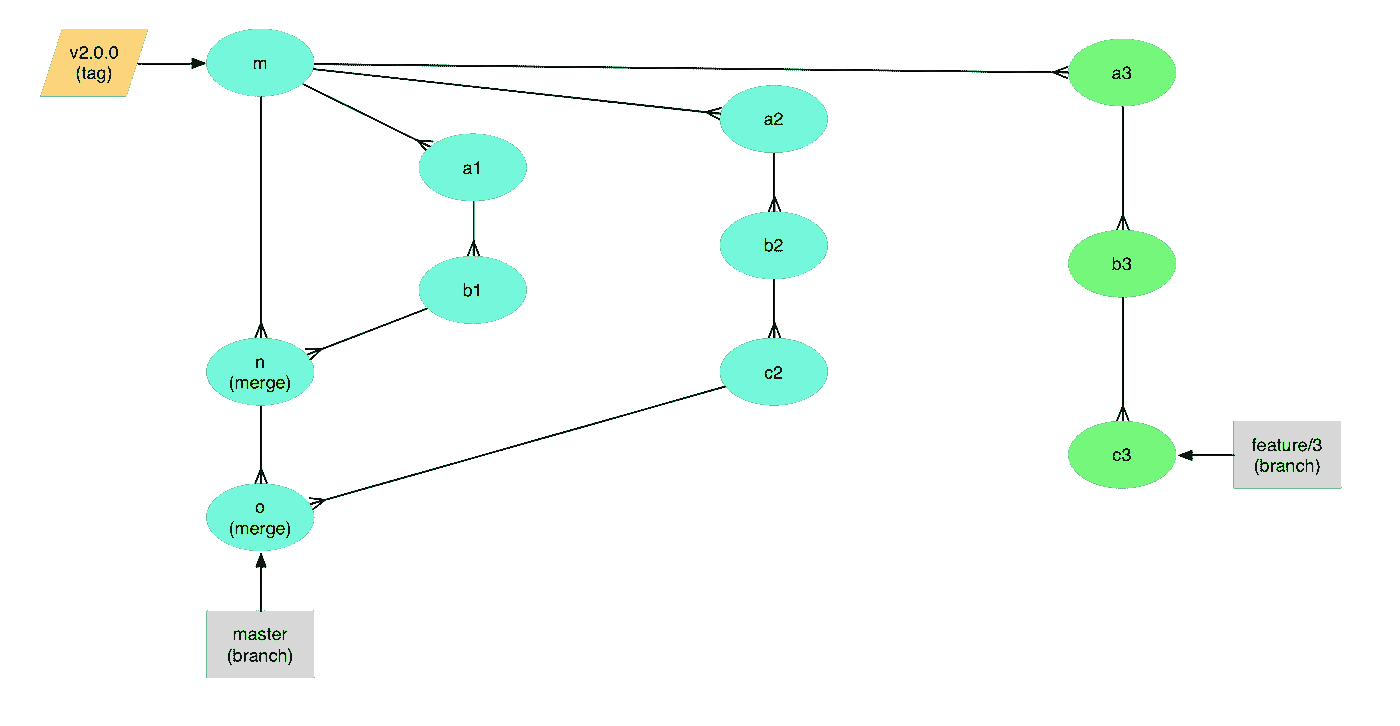 v2.0.0
(tag)
m
a3
a2
a1
b2
b3
b1
n
(merge)
c2
c3
feature/3
(branch)
o
(merge)
master
(branch)